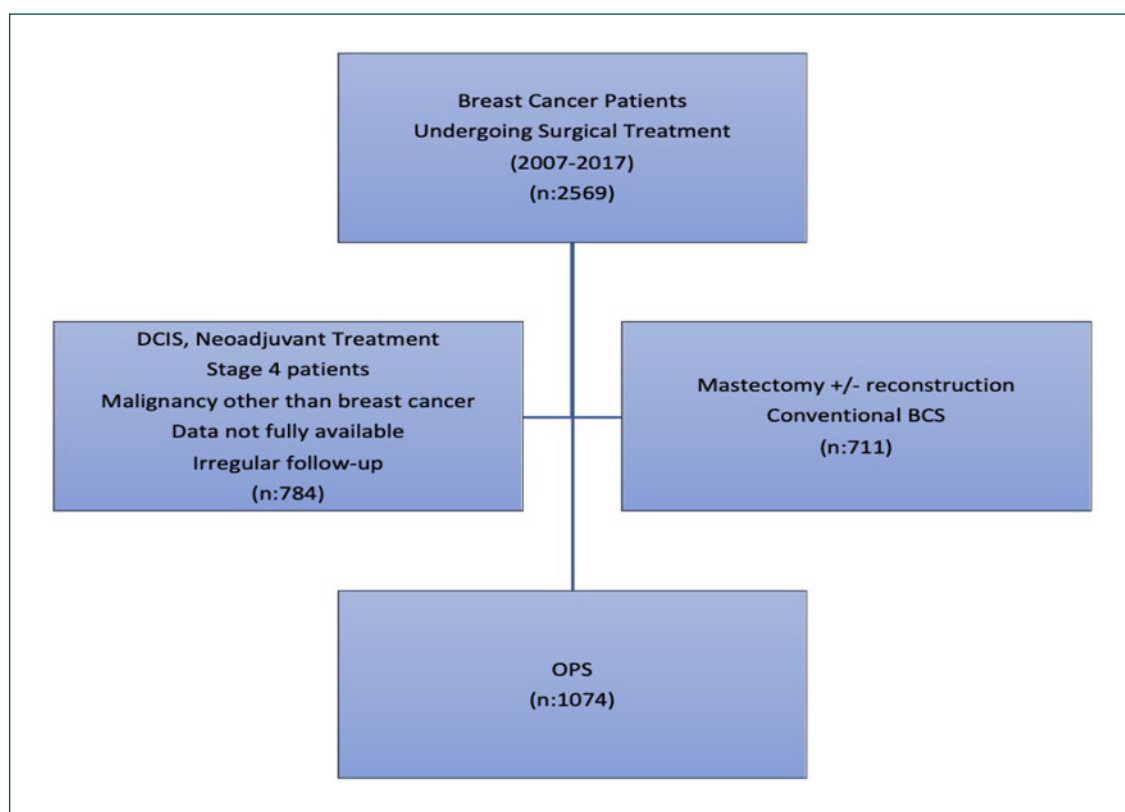 Breast Cancer Patients
Undergoing Surgical Treatment
(2007-2017)
(n:2569)
DCIS, Neoadjuvant Treatment
Stage 4 patients
Malignancy other than breast cancer
Data not fully available
Irregular follow-up
(n:784)
Mastectomy +/- reconstruction
Conventional BCS
(n:711)
OPS
(n:1074)